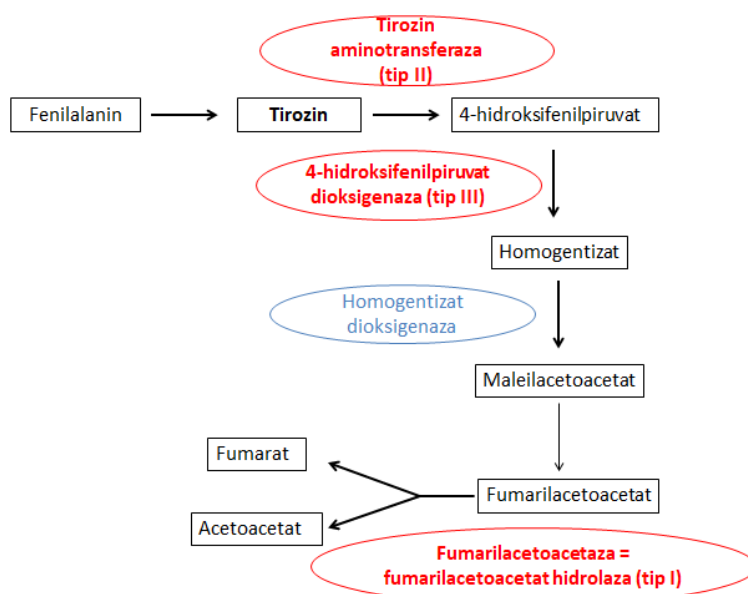 Tirozin
aminotransferaza
(tip II)
Fenilalanin
Tirozin
4-hidroksifenilpiruvat
4-hidroksifenilpiruvat
dioksigenaza (tip III)
Homogentizat
Homogentizat
dioksigenaza
Maleilacetoacetat
Fumarat
Fumarilacetoacetat
Acetoacetat
Fumarilacetoacetaza =
fumarilacetoacetat hidrolaza (tip I)